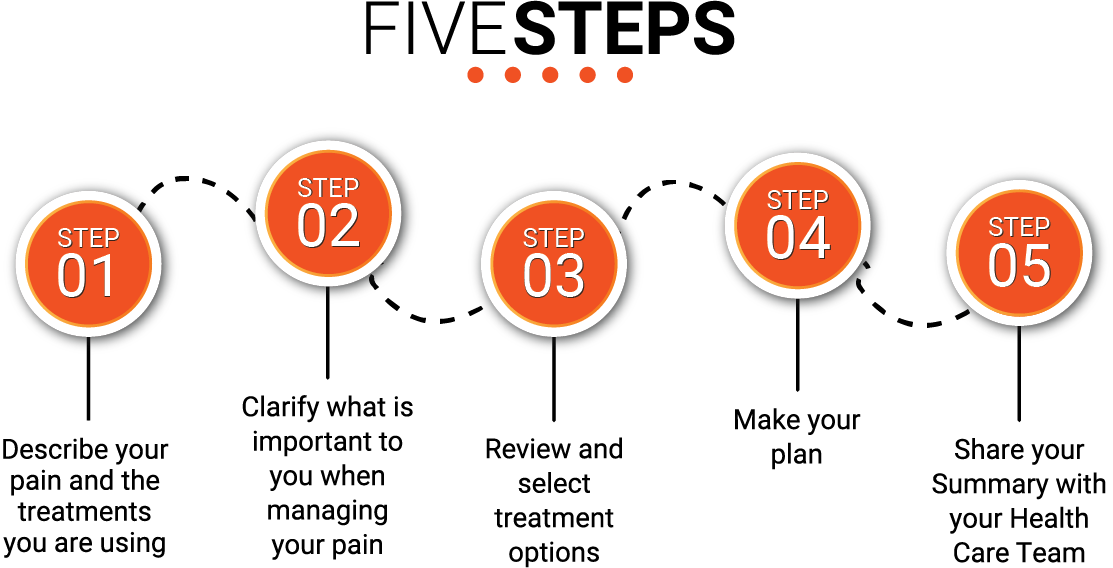 FIVESTEPS
STEP
01
Describe your
pain and the
treatments
you are using
STEP
02
Clarify what is
important to
you when
managing
your pain
STEP
03
Review and
select
treatment
options
STEP
04
Make your
plan
STEP
05
Share your
Summary with
your Health
Care Team